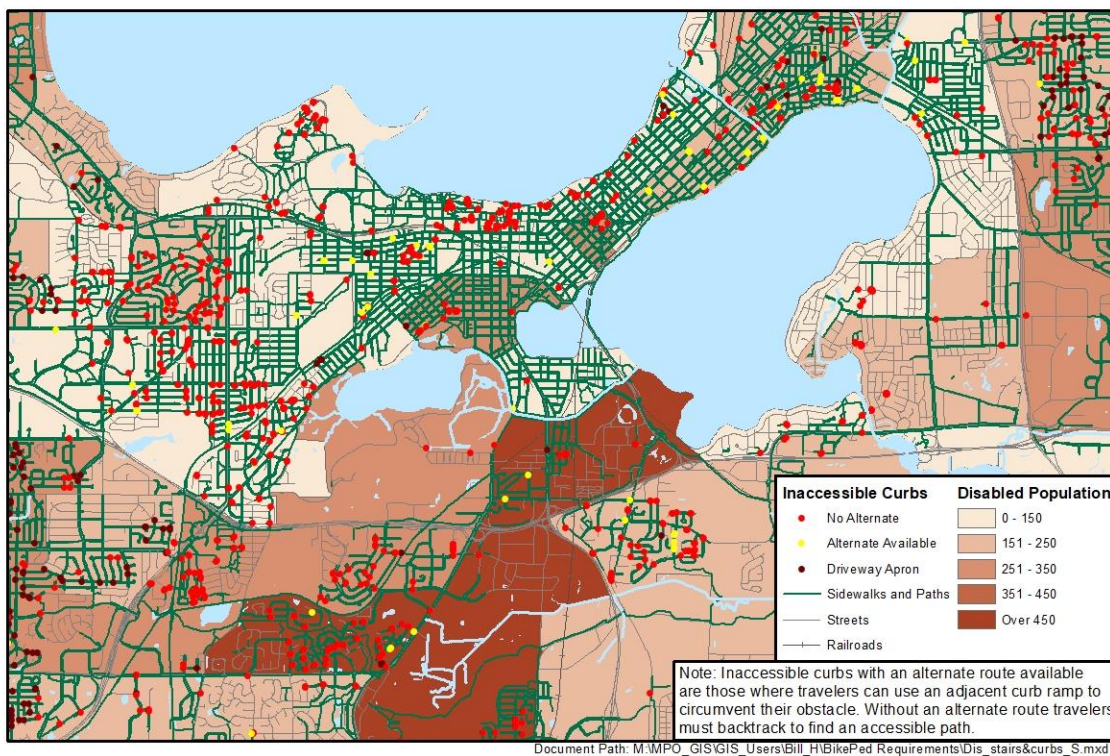 Inaccessible Curbs
No Alternate
Alternate Available
Driveway Apron
Sidewalks and Paths
Streets
Railroads
Disabled Population
0 - 150
151 - 250
251 - 350
351 - 450
Over 450
Note: Inaccessible curbs with an alternate route available
are those where travelers can use an adjacent curb ramp to
circumvent their obstacle. Without an alternate route travelers
must backtrack to find an accessible path.
Document Path: M:\MPO_GIS\GIS_Users\Bill_H\BikePed Requirements\Dis_stairs&curbs_S.mxd